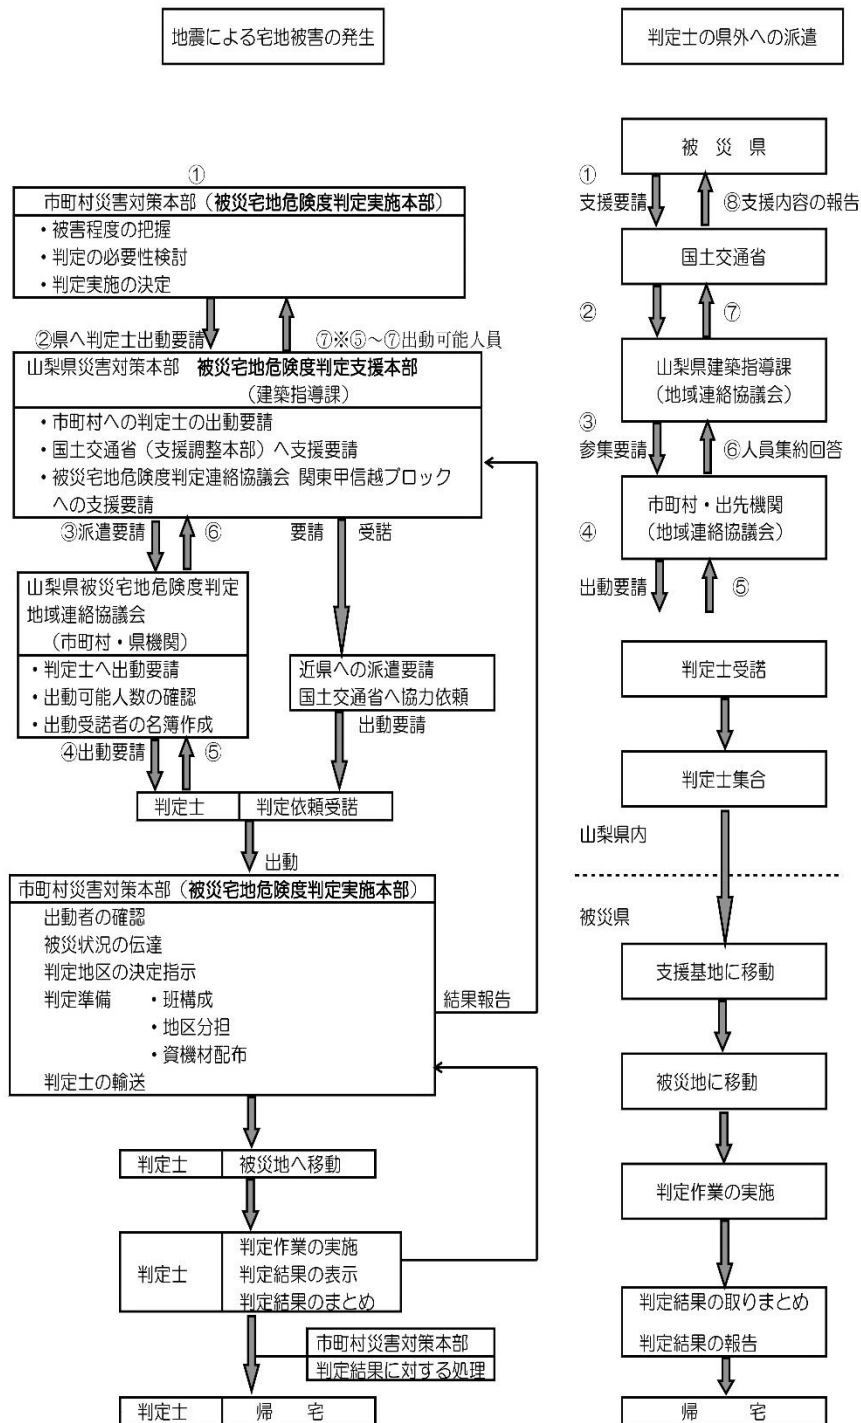 地震による宅地被害の発生
①
市町村災害対策本部（被災宅地危険度判定実施本部）
・被害程度の把握
・判定の必要性検討
・判定実施の決定
②県へ判定士出動要請
⑦※⑤～⑦出動可能人員
山梨県災害対策本部　被災宅地危険度判定支援本部
（建築指導課）
・市町村への判定士の出動要請
・国土交通省（支援調整本部）へ支援要請
・被災宅地危険度判定連絡協議会 関東甲信越ブロック
への支援要請
③派遣要請
⑥
要請
受諾
山梨県被災宅地危険度判定
地域連絡協議会
（市町村・県機関）
・判定士へ出動要請
・出動可能人数の確認
・出動受諾者の名簿作成
近県への派遣要請
国土交通省へ協力依頼
④出動要請
⑤
出動要請
判定士
判定依頼受諾
出動
市町村災害対策本部（被災宅地危険度判定実施本部）
出動者の確認
被災状況の伝達
判定地区の決定指示
判定準備　・班構成
・地区分担
・資機材配布
判定士の輸送
結果報告
判定士
被災地へ移動
判定士
判定作業の実施
判定結果の表示
判定結果のまとめ
市町村災害対策本部
判定結果に対する処理
判定士
帰　宅
判定士の県外への派遣
被　災　県
①
支援要請
⑧支援内容の報告
国土交通省
②
⑦
山梨県建築指導課
（地域連絡協議会）
③
参集要請
⑥人員集約回答
市町村・出先機関
（地域連絡協議会）
④
出動要請
⑤
判定士受諾
判定士集合
山梨県内
被災県
支援基地に移動
被災地に移動
判定作業の実施
判定結果の取りまとめ
判定結果の報告
帰　宅